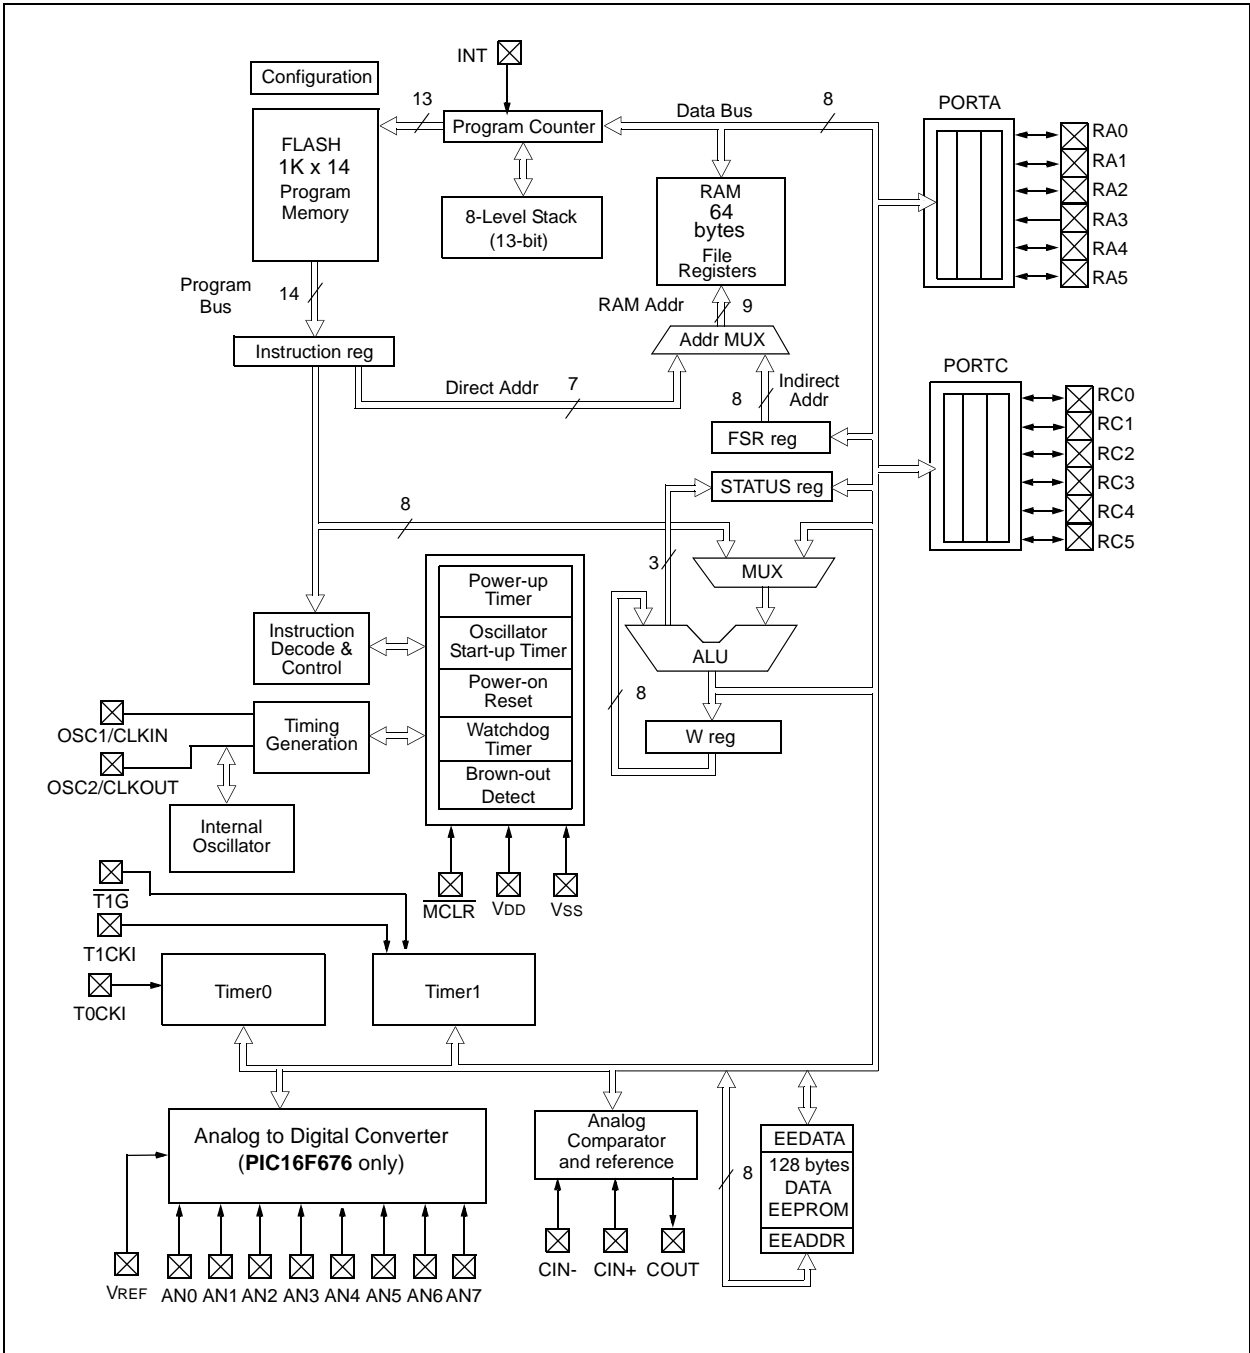 INT
Configuration
13
Program Counter
Data Bus
8
PORTA
FLASH
1K x 14
Program
Memory
8-Level Stack
(13-bit)
RAM
64
bytes
File
Registers
RA0
RA1
RA2
RA3
RA4
RA5
Program
Bus
14
RAM Addr
9
Instruction reg
Addr MUX
Direct Addr
7
8
Indirect
Addr
FSR reg
PORTC
RC0
RC1
RC2
RC3
RC4
RC5
STATUS reg
8
3
MUX
Power-up
Timer
Instruction
Decode &
Control
Oscillator
Start-up Timer
ALU
Power-on
Reset
8
OSC1/CLKIN
Timing
Generation
Watchdog
Timer
W reg
OSC2/CLKOUT
Brown-out
Detect
Internal
Oscillator
T1G
MCLR
VDD
VSS
T1CKI
T0CKI
Timer0
Timer1
Analog to Digital Converter
(PIC16F676 only)
Analog
Comparator
and reference
8
EEDATA
128 bytes
DATA
EEPROM
EEADDR
VREF
AN0 AN1 AN2 AN3 AN4 AN5 AN6 AN7
CIN-
CIN+
COUT